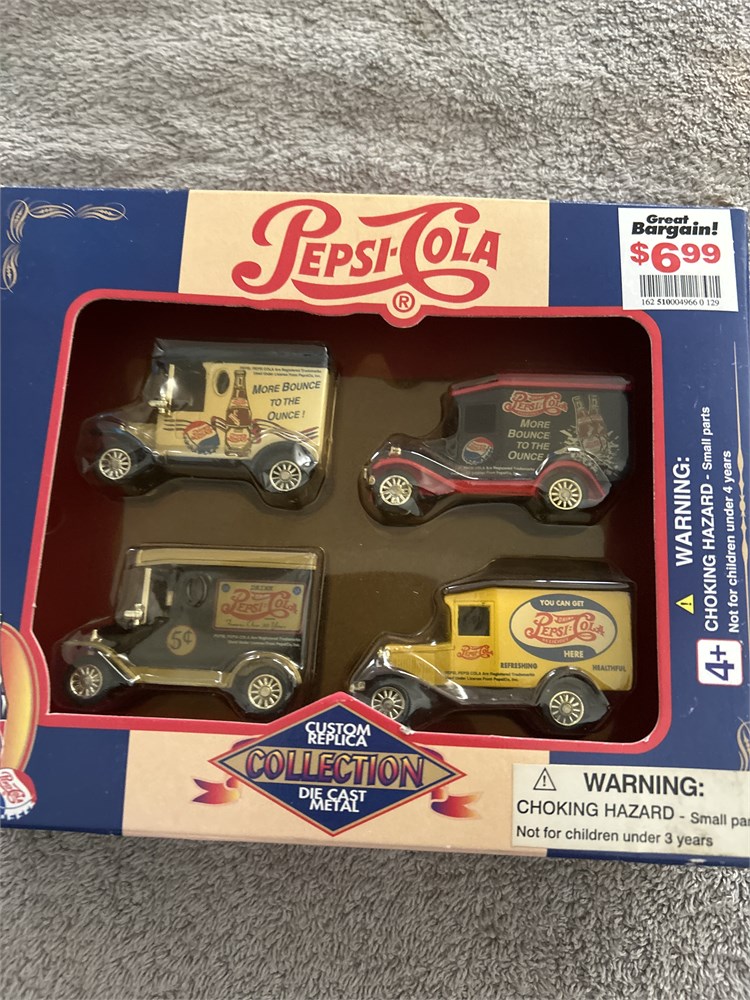 PEPSI-COLA
®
Great
Bargain!
$6.99
162 510004966 0 129
MORE BOUNCE
TO THE
OUNCE!
PEPSI-COLA
MORE
BOUNCE
TO THE
OUNCE
DRINK
PEPSI-COLA
5¢
YOU CAN GET
PEPSI-COLA
HERE
REFRESHING
HEALTHFUL
PEPSI-COLA
WARNING:
CHOKING HAZARD - Small parts
Not for children under 4 years
4+
CUSTOM
REPLICA
COLLECTION
DIE CAST
METAL
WARNING:
CHOKING HAZARD - Small par
Not for children under 3 years